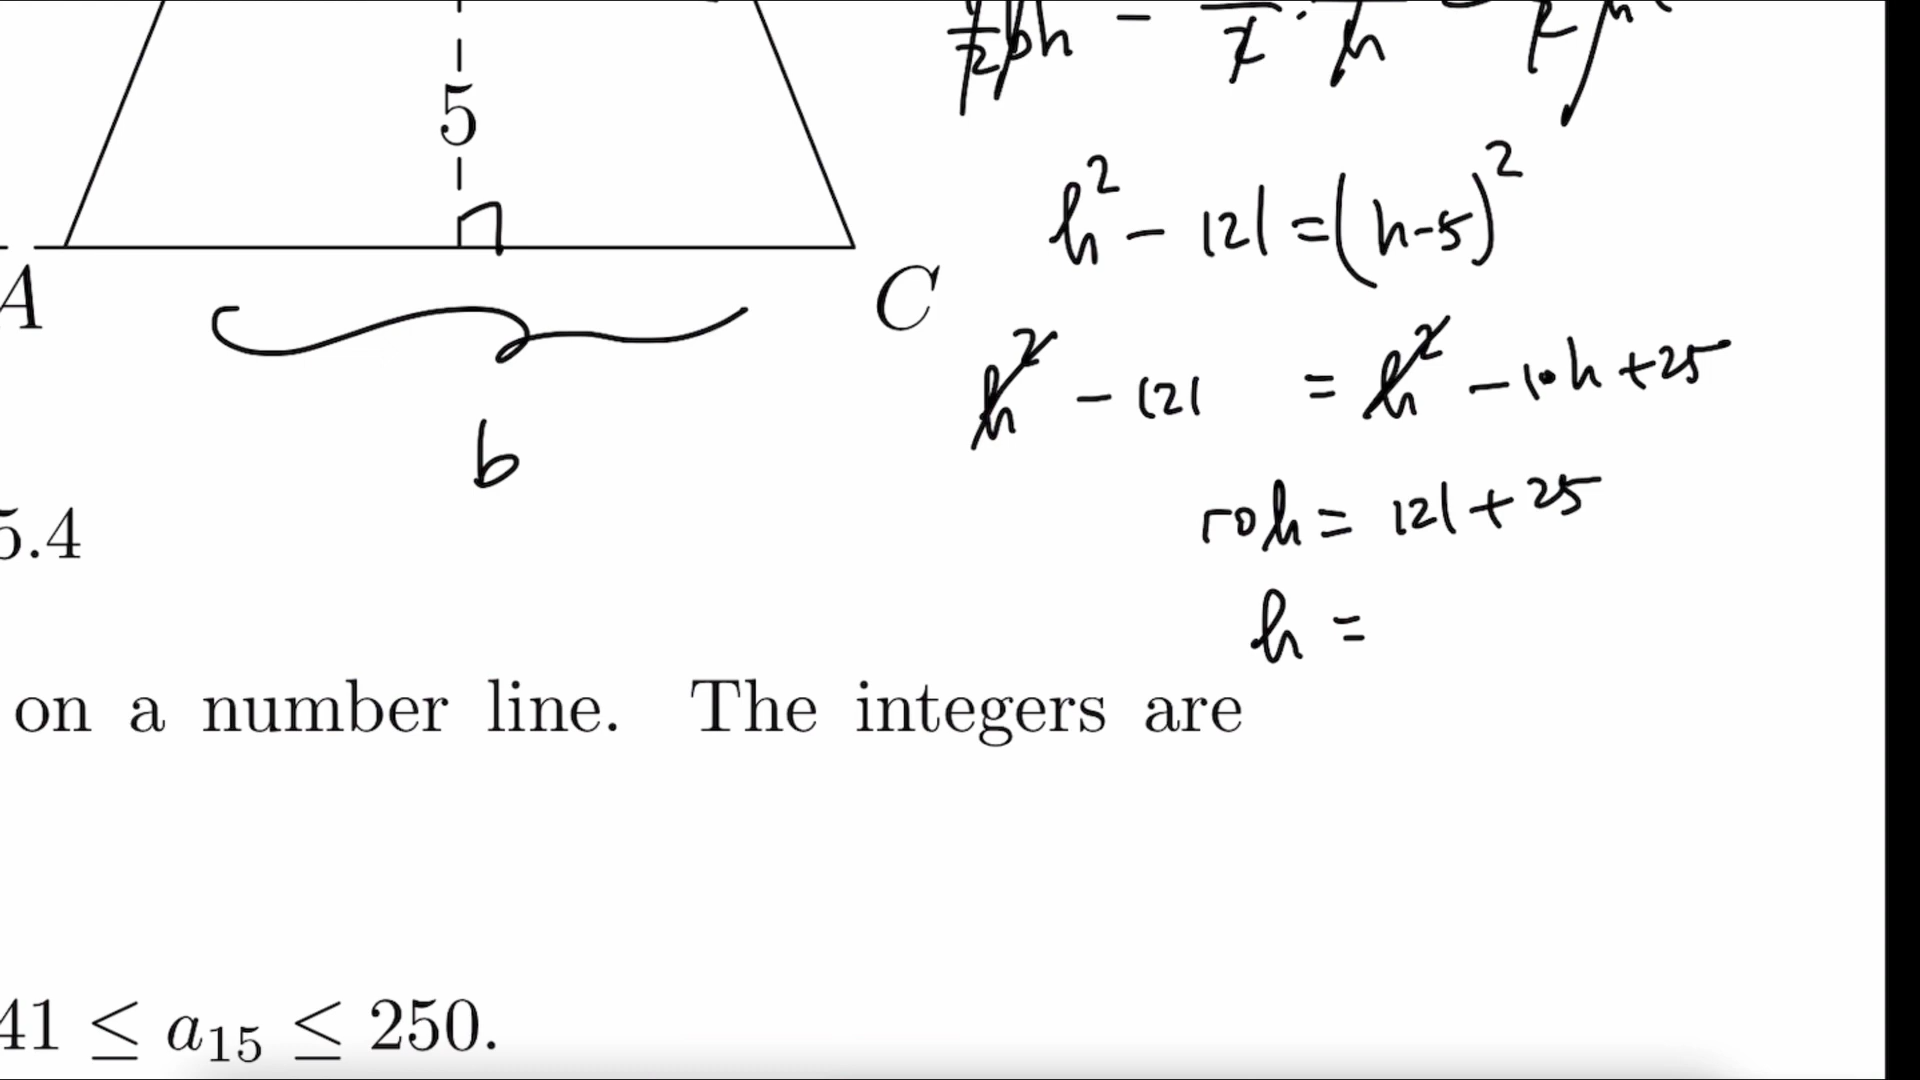 5
h² - 121 = (h-5)²
A
C
h² - 121 = h² - 10h + 25
b
10h = 121 + 25
5.4
h =
on a number line. The integers are
41 ≤ a₁₅ ≤ 250.